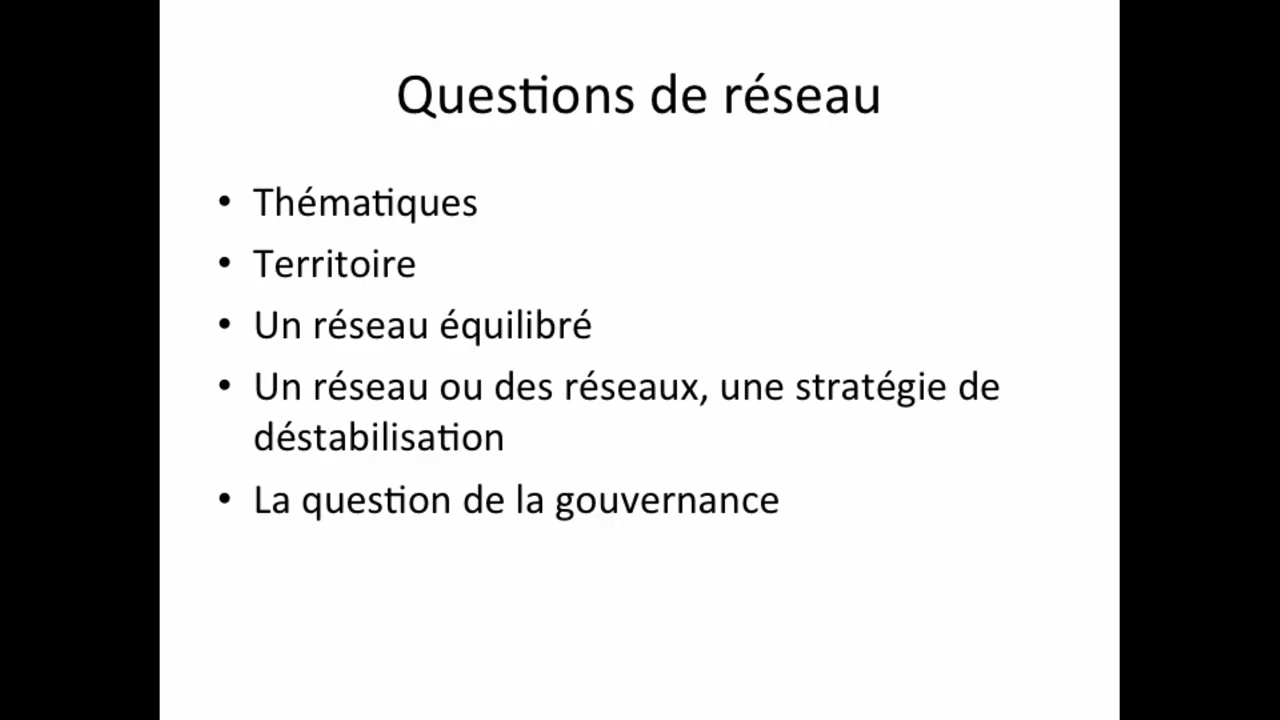 Questions de réseau
• Thématiques
• Territoire
• Un réseau équilibré
• Un réseau ou des réseaux, une stratégie de
déstabilisation
• La question de la gouvernance